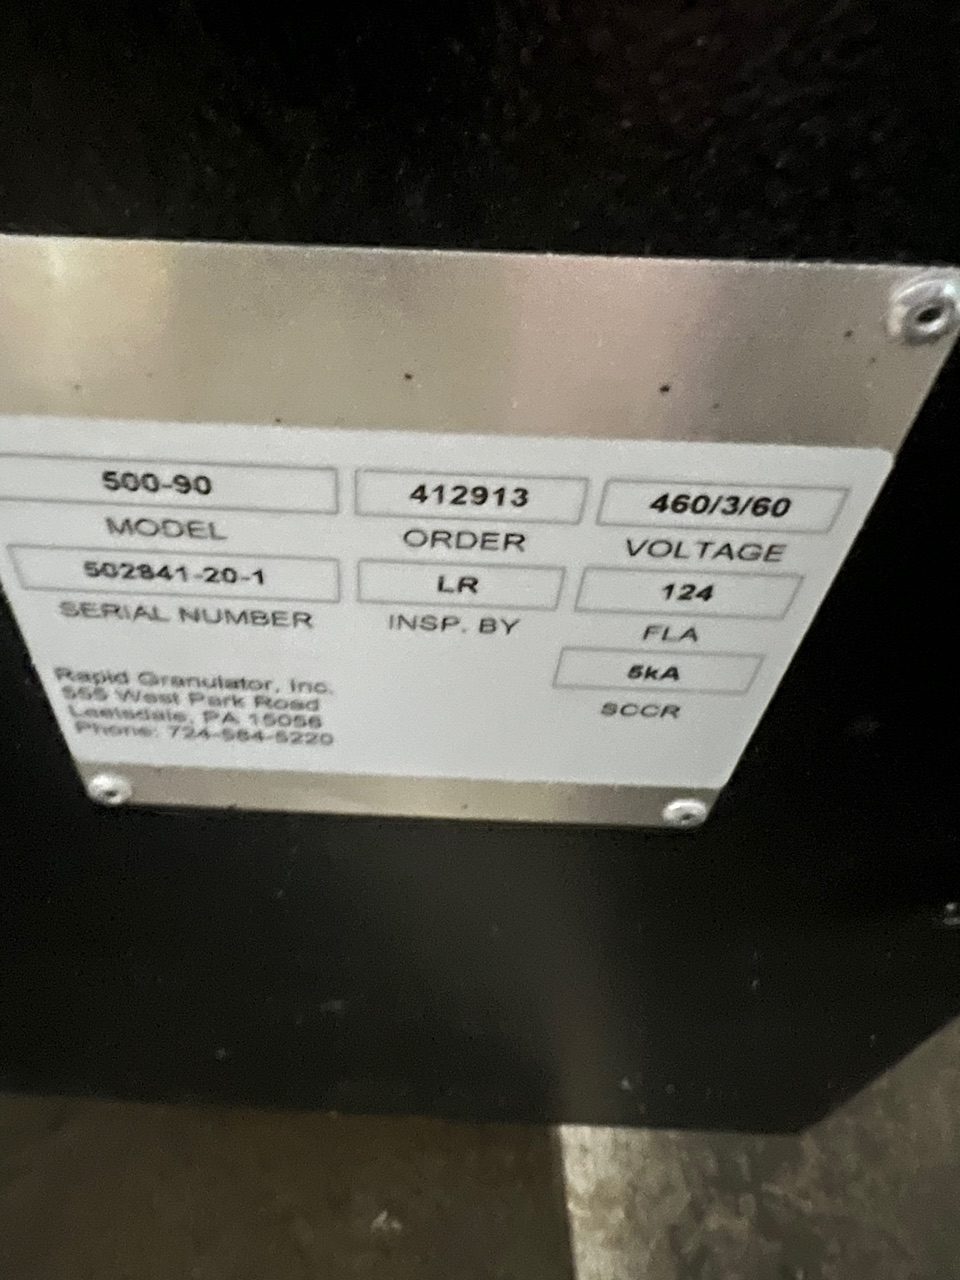 500-90 412913 460/3/60
MODEL ORDER VOLTAGE
502841-20-1 LR 124
SERIAL NUMBER INSP. BY FLA
5kA
SCCR
Rapid Granulator, Inc.
555 West Park Road
Leetsdale, PA 15056
Phone: 724-584-5220